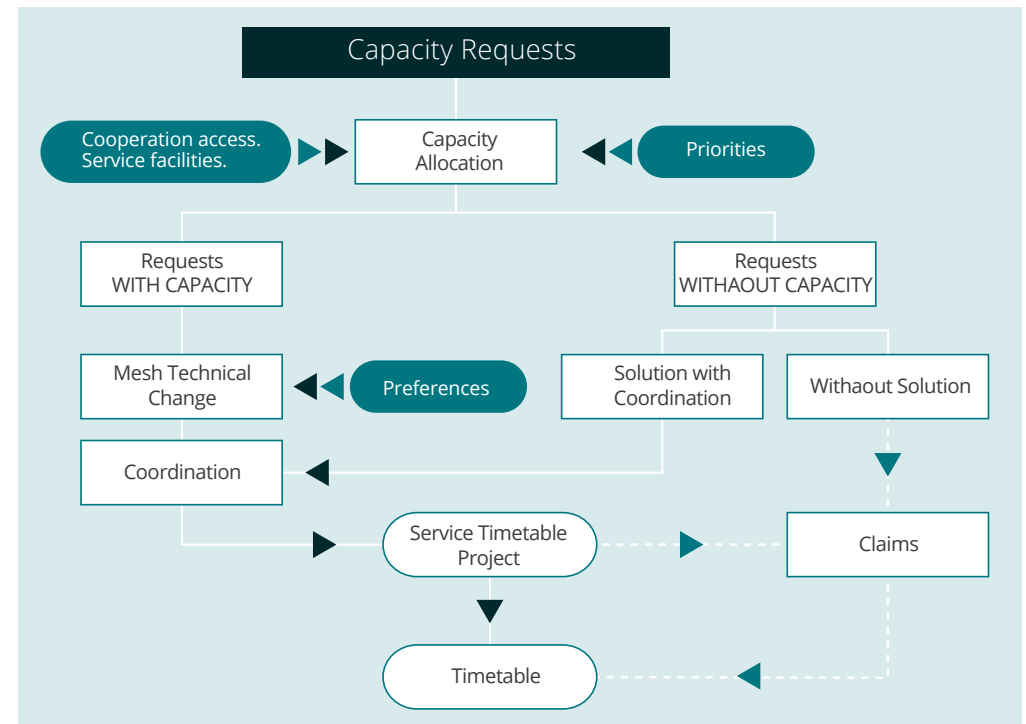 Capacity Requests
Cooperation access.
Service facilities.
Capacity
Allocation
Priorities
Requests
WITH CAPACITY
Requests
WITHAOUT CAPACITY
Mesh Technical
Change
Preferences
Solution with
Coordination
Withaout Solution
Coordination
Service Timetable
Project
Claims
Timetable